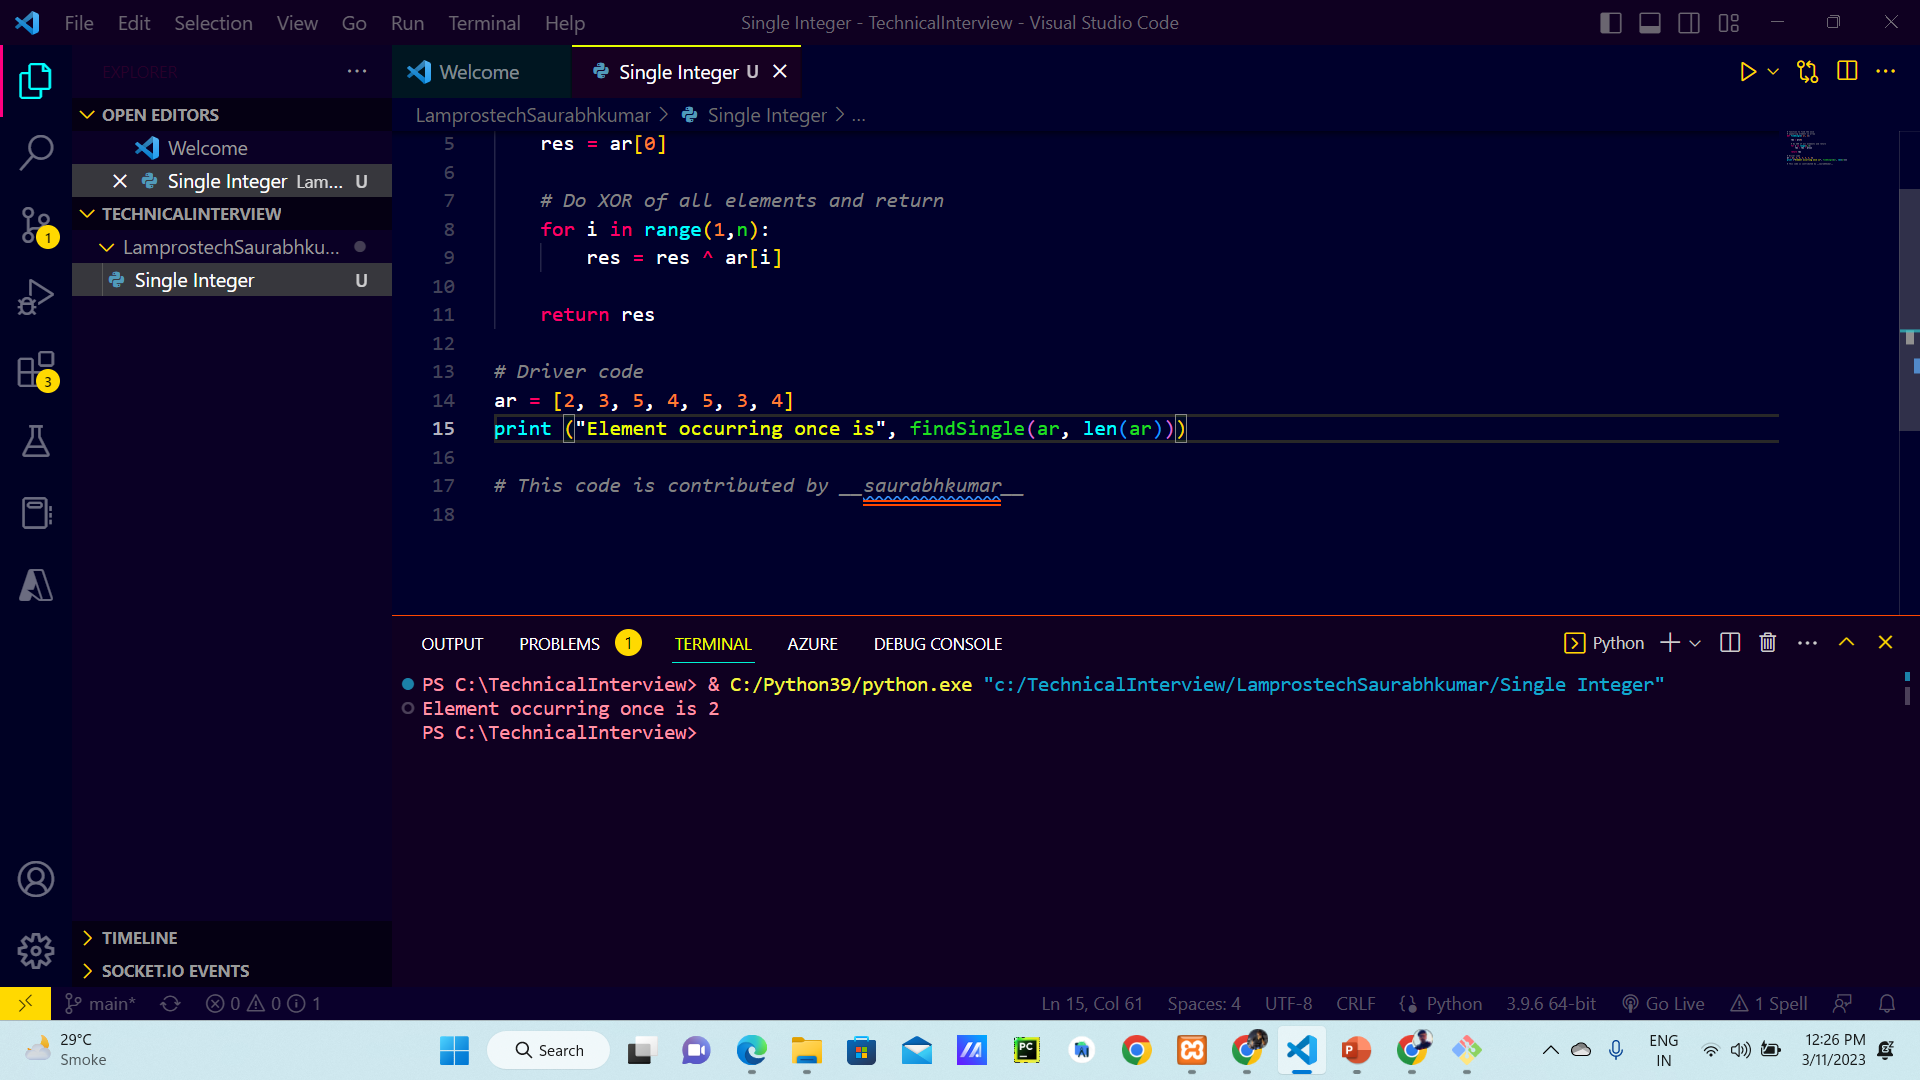 File Edit Selection View Go Run Terminal Help
Single Integer - TechnicalInterview - Visual Studio Code
EXPLORER
OPEN EDITORS
Welcome
Single Integer Lam... U
TECHNICALINTERVIEW
LamprostechSaurabhku...
Single Integer U
TIMELINE
SOCKET.IO EVENTS
1
3
Welcome
Single Integer U
LamprostechSaurabhkumar > Single Integer > ...
5 res = ar[0]
6
7 # Do XOR of all elements and return
8 for i in range(1,n):
9 res = res ^ ar[i]
10
11 return res
12
13 # Driver code
14 ar = [2, 3, 5, 4, 5, 3, 4]
15 print ("Element occurring once is", findSingle(ar, len(ar)))
16
17 # This code is contributed by __saurabhkumar__
18
OUTPUT PROBLEMS 1 TERMINAL AZURE DEBUG CONSOLE
Python
PS C:\TechnicalInterview> & C:/Python39/python.exe "c:/TechnicalInterview/LamprostechSaurabhkumar/Single Integer"
Element occurring once is 2
PS C:\TechnicalInterview>
main* 0 0 1
Ln 15, Col 61 Spaces: 4 UTF-8 CRLF {} Python 3.9.6 64-bit Go Live 1 Spell
29°C
Smoke
Search
PC
P
ENG
IN
12:26 PM
3/11/2023